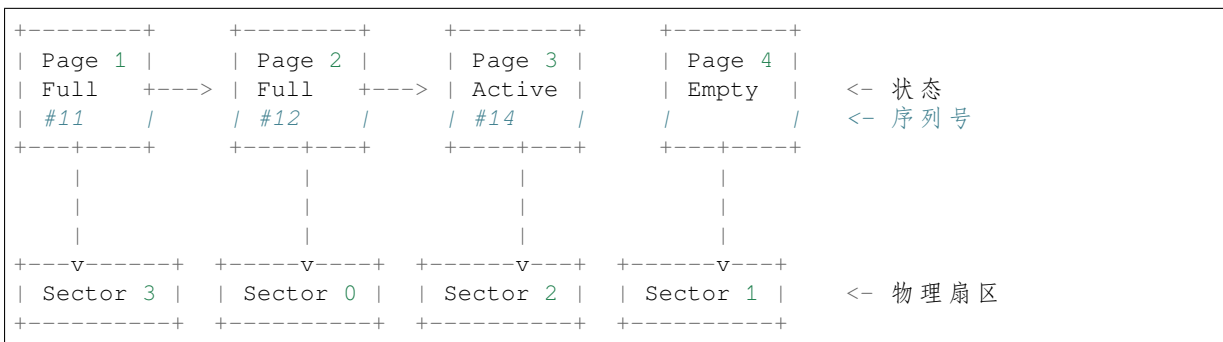 +--------+     +--------+     +--------+     +--------+
| Page 1 |     | Page 2 |     | Page 3 |     | Page 4 |
| Full   +---> | Full   +---> | Active |     | Empty  |   <- 状态
| #11    |     | #12    |     | #14    |     |        |   <- 序列号
+---+----+     +----+---+     +----+---+     +---+----+
    |               |              |             |
    |               |              |             |
    |               |              |             |
+---v------+  +-----v----+  +------v---+  +------v---+
| Sector 3 |  | Sector 0 |  | Sector 2 |  | Sector 1 |    <- 物理扇区
+----------+  +----------+  +----------+  +----------+